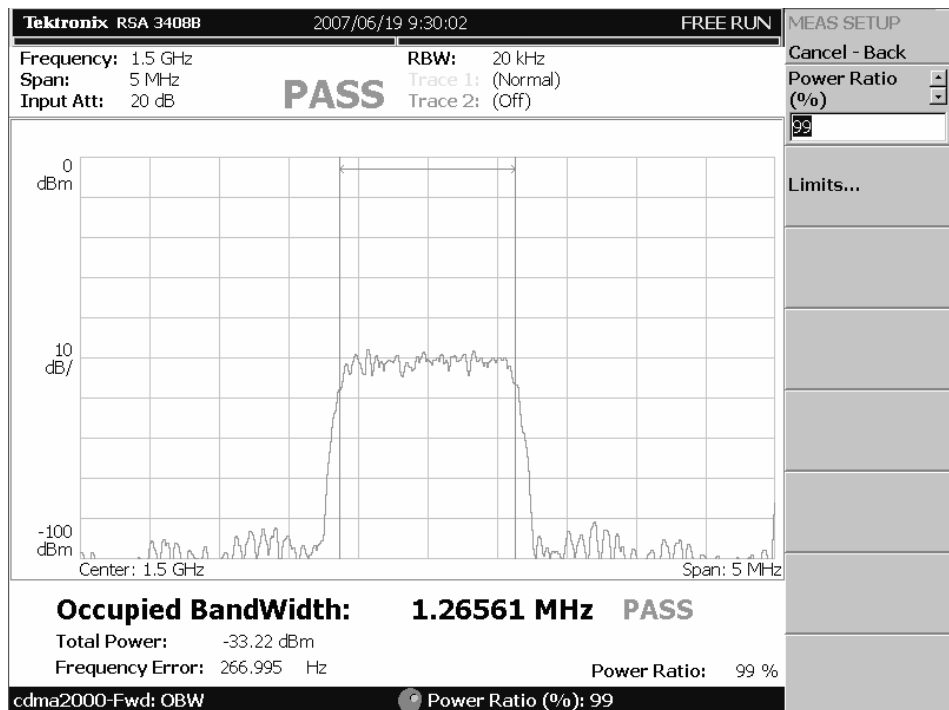 Tektronix RSA 3408B 2007/06/19 9:30:02 FREE RUN
MEAS SETUP
Cancel - Back
Frequency: 1.5 GHz RBW: 20 kHz
Span: 5 MHz PASS Trace 1: (Normal)
Input Att: 20 dB Trace 2: (Off)
Power Ratio
(%)
99
Limits...
0
dBm
10
dB/
-100
dBm
Center: 1.5 GHz Span: 5 MHz
Occupied BandWidth: 1.26561 MHz PASS
Total Power: -33.22 dBm
Frequency Error: 266.995 Hz Power Ratio: 99 %
cdma2000-Fwd: OBW Power Ratio (%): 99